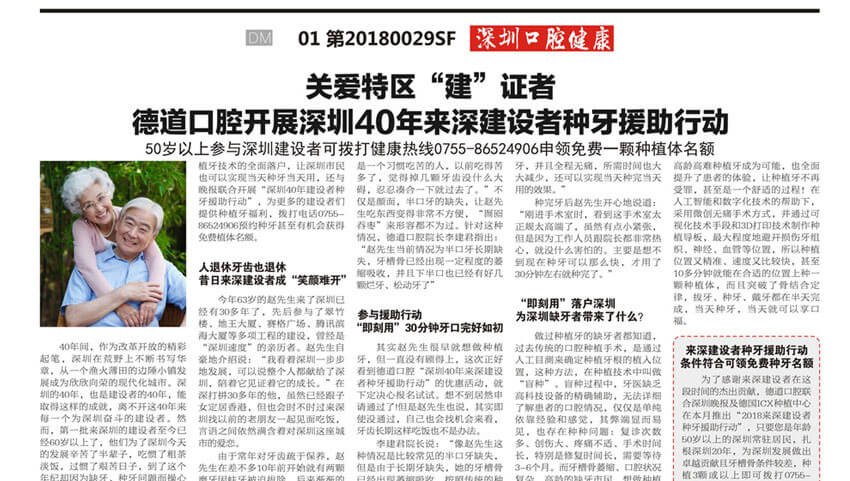 DM 01 第20180029SF 深圳口腔健康
关爱特区“建”证者
德道口腔开展深圳40年来深建设者种牙援助行动
50岁以上参与深圳建设者可拨打健康热线0755-86524906申领免费一颗种植体名额
40年间，作为改革开放的精彩
起笔，深圳在荒野上不断书写华
章，从一个渔火薄田的边陲小镇发
展成为欣欣向荣的现代化城市。深
圳的40年，也是建设者的40年，能
取得这样的成就，离不开这40年来
每一个为深圳奋斗的建设者。然
而，第一批来深圳的建设者至今已
经60岁以上了，他们为了深圳今天
的发展辛苦了半辈子，吃惯了粗茶
淡饭，过惯了艰苦日子，到了这个
年纪却因为缺牙、种牙问题而操心
植牙技术的全面落户，让深圳市民
也可以实现当天种牙当天用，还与
晚报联合开展“深圳40年建设者种
牙援助行动”，为更多的建设者们
提供种植牙福利，拨打电话0755-
86524906预约种牙甚至有机会获得
免费植体名额。
人退休牙齿也退休
昔日来深建设者成“笑颜难开”
今年63岁的赵先生来了深圳已
经有30多年了，先后参与了翠竹
楼、地王大厦、赛格广场、腾讯滨
海大厦等多项工程的建设，曾经是
“深圳速度”的亲历者。赵先生自
豪地介绍说：“我看着深圳一步步
地发展，可以说整个人都献给了深
圳，陪着它见证着它的成长。”在
深打拼30多年的他，虽然已经跟子
女定居香港，但也会时不时过来深
圳找以前的老朋友一起见面吃饭，
言语之间依然满含着对深圳这座城
市的爱恋。
由于常年对牙齿疏于保养，赵
先生在差不多10年前开始就有两颗
磨牙因蛀牙被迫拔除，后来渐渐的
是一个习惯吃苦的人，以前吃得苦
多了，觉得掉几颗牙齿没什么大
碍，忍忍凑合一下就过去了。”不
仅是颜面，半口牙的缺失，让赵先
生吃东西变得非常不方便，“囫囵
吞枣”来形容都不为过。针对这种
情况，德道口腔院长李建君指出：
“赵先生当前情况为半口牙长期缺
失，牙槽骨已经出现一定程度的萎
缩吸收，并且下半口也已经有好几
颗烂牙、松动牙了”
参与援助行动
“即刻用”30分钟牙口完好如初
其实赵先生很早就想做种植
牙，但一直没有顾得上，这次正好
看到德道口腔“深圳40年来深建设
者种牙援助行动”的优惠活动，就
下定决心报名试试。想不到居然申
请通过了!但是赵先生也说，其实即
使没通过，自己也会找机会来看，
牙齿长期这样吃饭也不是办法。
李建君院长说：“像赵先生这
种情况是比较常见的半口牙缺失，
但是由于长期牙缺失，她的牙槽骨
已经出现萎缩吸收，按照传统的种
牙，并且全程无痛，所需时间也大
大减少，还可以实现当天种完当天
用的效果。”
种完牙后赵先生开心地说道：
“刚进手术室时，看到这手术室太
正规太高端了，虽然有点小紧张，
但是因为工作人员跟院长都非常热
心，就没什么害怕的。主要是想不
到现在种牙可以那么快，才用了
30分钟左右就种完了。”
“即刻用”落户深圳
为深圳缺牙者带来了什么?
做过种植牙的缺牙者都知道，
过去传统的口腔种植手术，是通过
人工目测来确定种植牙根的植入位
置，这种方法，在种植技术中叫做
“盲种”。盲种过程中，牙医缺乏
高科技设备的精确辅助，无法详细
了解患者的口腔情况，仅仅是单纯
依靠经验和感觉，其弊端显而易
见，也存在种种问题：复诊次数
多、创伤大、疼痛不适、手术时间
长，特别是修复时间长，需要等待
3-6个月。而牙槽骨萎缩、口腔状况
复杂、高龄的缺牙市民，想做种植
高龄高难种植牙成为可能，也全面
提升了患者的体验，让种植牙不再
受罪，甚至是一个舒适的过程！在
人工智能和数字化技术的帮助下，
采用微创无痛手术方式，并通过可
视化技术手段和3D打印技术制作种
植导板，最大程度地避开损伤牙组
织、神经、血管等位置，所以种植
位置又精准、速度又比较快，甚至
10多分钟就能在合适的位置上种一
颗种植体，而且突破了骨结合定
律，拔牙、种牙、戴牙都在半天完
成，当天种牙，当天就可以享口
福。
来深建设者种牙援助行动
条件符合可领免费种牙名额
为了感谢来深建设者在这
段时间的杰出贡献，德道口腔联
合深圳晚报及德国ICX种植中心
在本月推出“2018来深建设者
种牙援助行动”，只要您是年龄
50岁以上的深圳常驻居民，扎
根深圳20年，为深圳发展做出
卓越贡献且牙槽骨条件较差，种
植3颗或以上即可拨打0755-